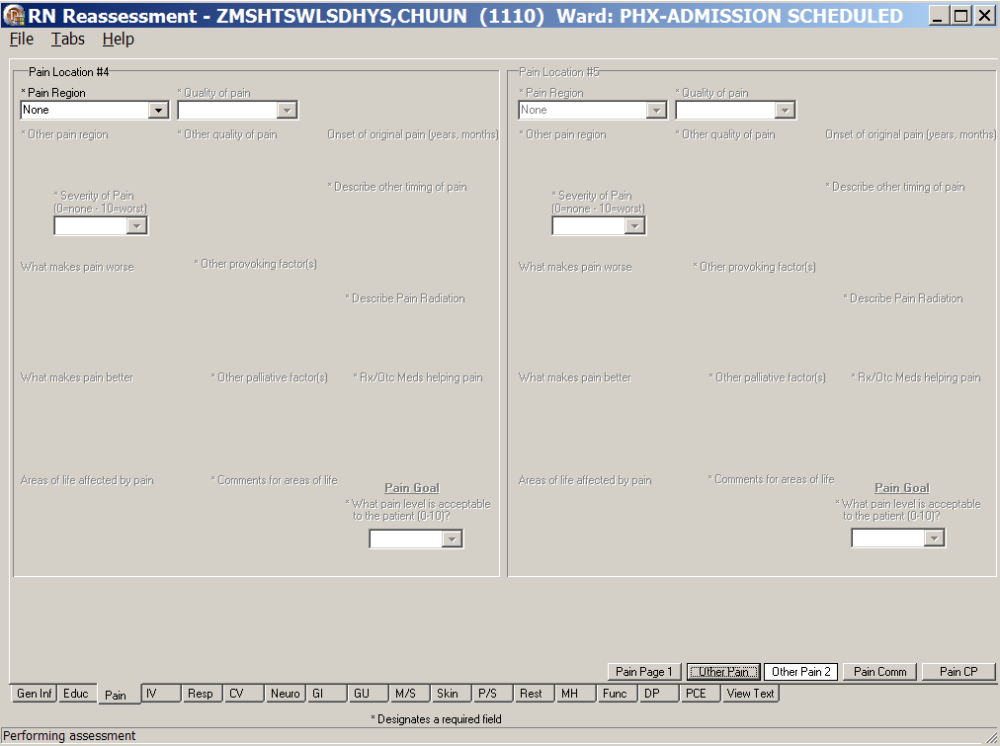 RN Reassessment - ZMSHTSWLSDHYS,CHUUN (1110) Ward: PHX-ADMISSION SCHEDULED
File Tabs Help
Pain Location #4
* Pain Region
* Quality of pain
None
* Other pain region
* Other quality of pain
Onset of original pain (years, months)
* Describe other timing of pain
* Severity of Pain
(0=none - 10=worst)
What makes pain worse
* Other provoking factor(s)
* Describe Pain Radiation
What makes pain better
* Other palliative factor(s)
* Rx/Otc Meds helping pain
Areas of life affected by pain
* Comments for areas of life
Pain Goal
* What pain level is acceptable
to the patient (0-10)?
Pain Location #5
* Pain Region
* Quality of pain
None
* Other pain region
* Other quality of pain
Onset of original pain (years, months)
* Describe other timing of pain
* Severity of Pain
(0=none - 10=worst)
What makes pain worse
* Other provoking factor(s)
* Describe Pain Radiation
What makes pain better
* Other palliative factor(s)
* Rx/Otc Meds helping pain
Areas of life affected by pain
* Comments for areas of life
Pain Goal
* What pain level is acceptable
to the patient (0-10)?
Pain Page 1 Other Pain Other Pain 2 Pain Comm Pain CP
Gen Inf Educ Pain IV Resp CV Neuro GI GU M/S Skin P/S Rest MH Func DP PCE View Text
* Designates a required field
Performing assessment